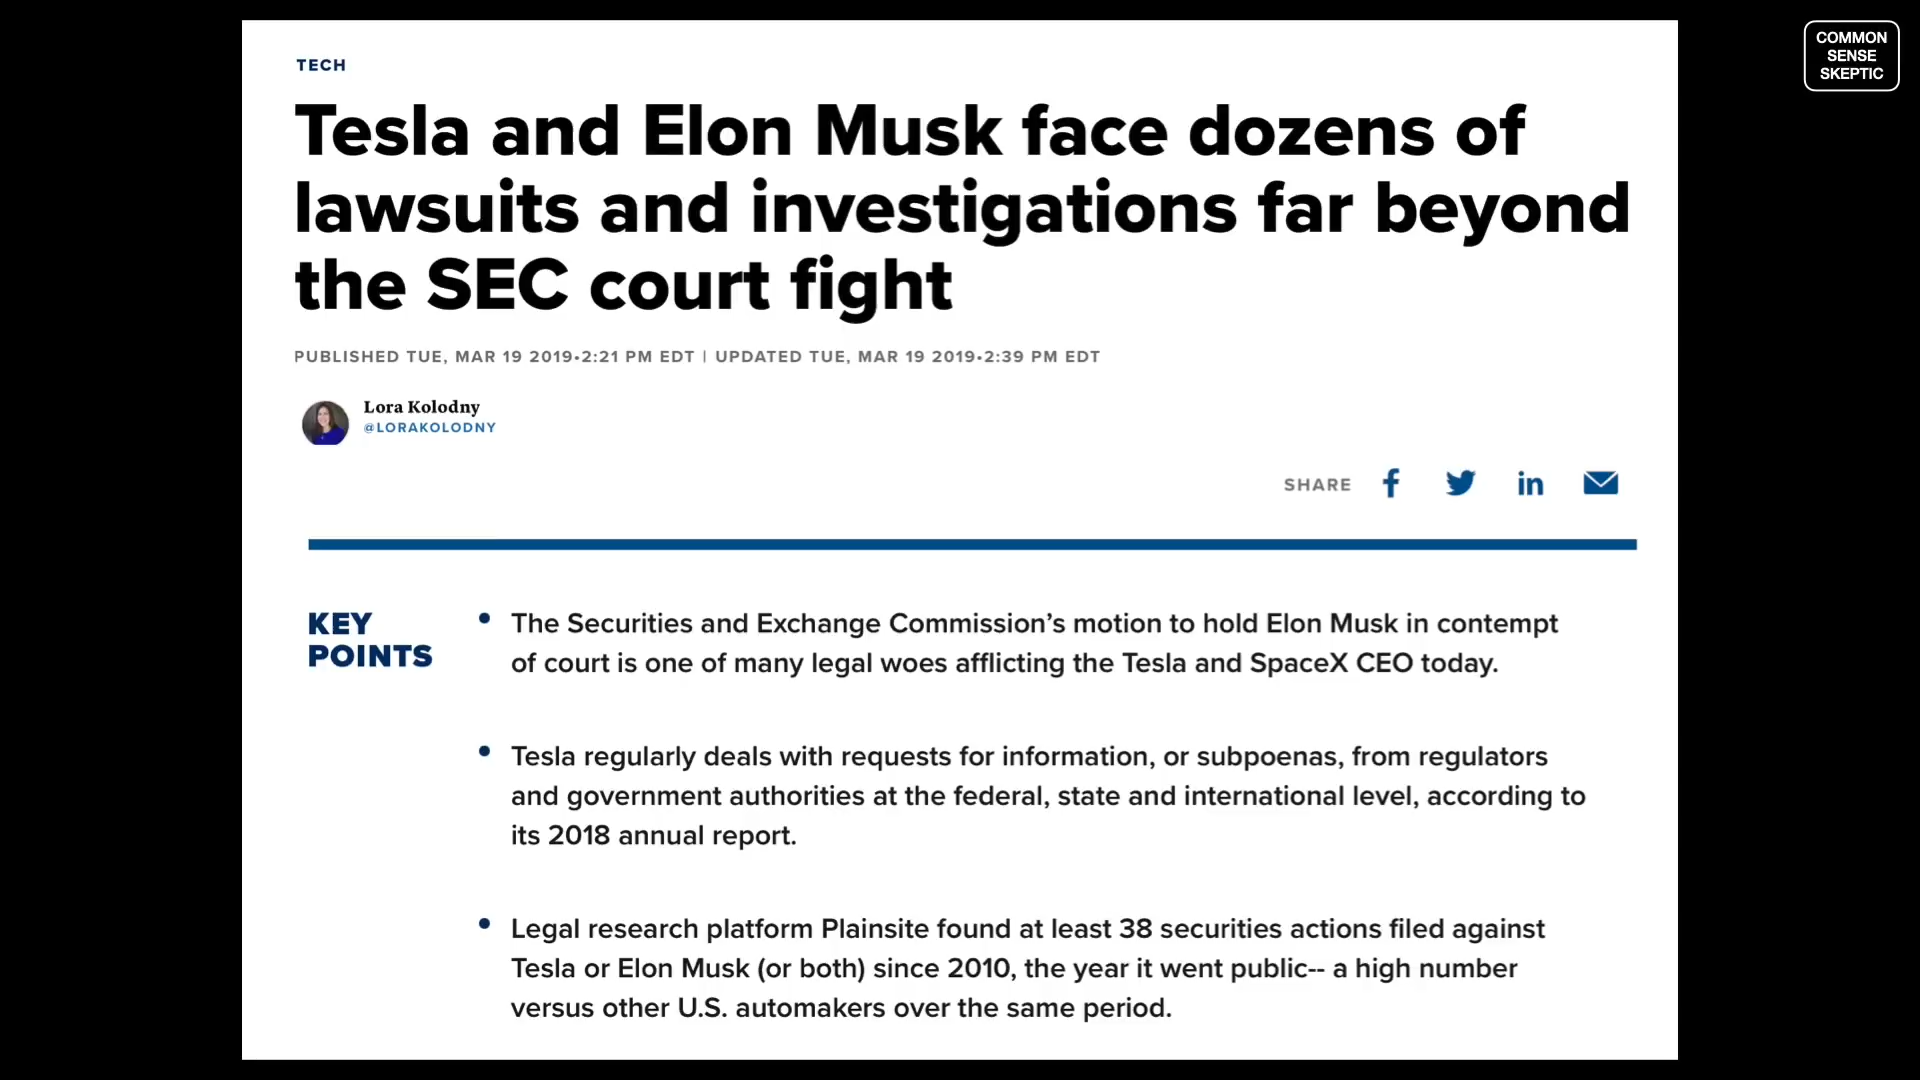 COMMON
SENSE
SKEPTIC
TECH
Tesla and Elon Musk face dozens of
lawsuits and investigations far beyond
the SEC court fight
PUBLISHED TUE, MAR 19 2019•2:21 PM EDT | UPDATED TUE, MAR 19 2019•2:39 PM EDT
Lora Kolodny
@LORAKOLODNY
SHARE
KEY
POINTS
• The Securities and Exchange Commission’s motion to hold Elon Musk in contempt
of court is one of many legal woes afflicting the Tesla and SpaceX CEO today.
• Tesla regularly deals with requests for information, or subpoenas, from regulators
and government authorities at the federal, state and international level, according to
its 2018 annual report.
• Legal research platform Plainsite found at least 38 securities actions filed against
Tesla or Elon Musk (or both) since 2010, the year it went public-- a high number
versus other U.S. automakers over the same period.